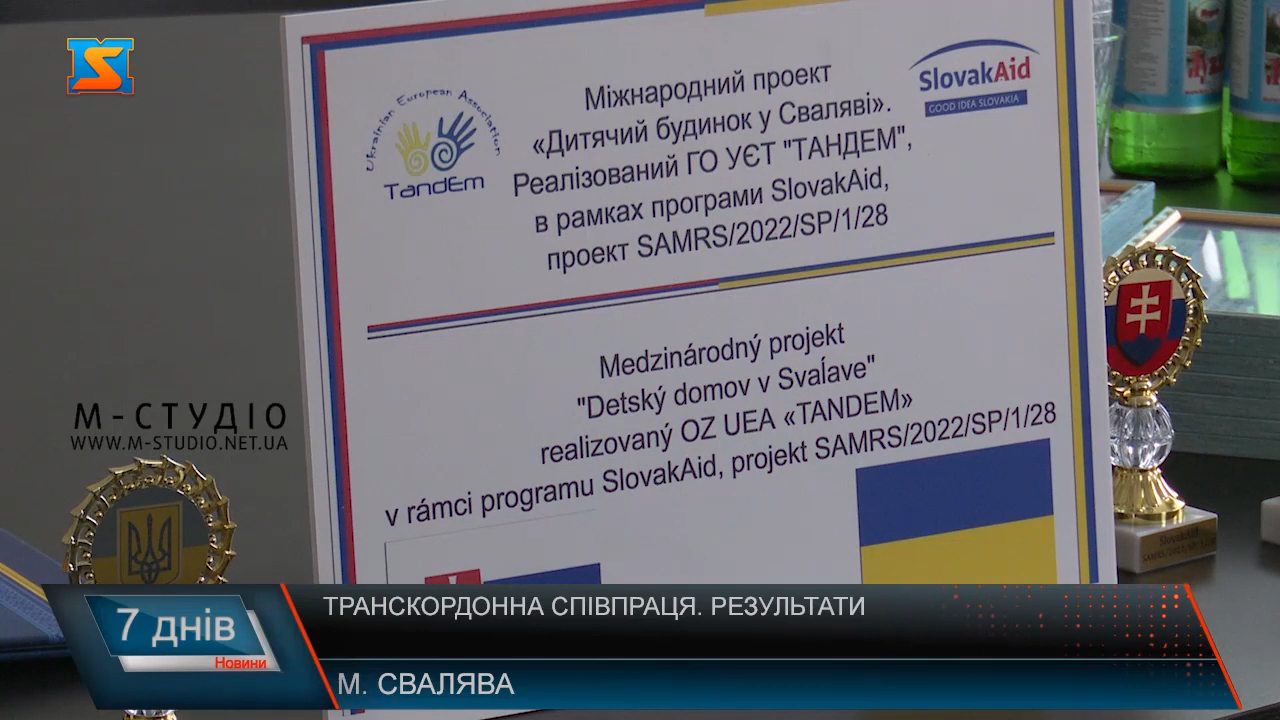 Ukrainian European Association
TandEm
SlovakAid
GOOD IDEA SLOVAKIA
Міжнародний проект
«Дитячий будинок у Сваляві».
Реалізований ГО УЄТ "ТАНДЕМ",
в рамках програми SlovakAid,
проект SAMRS/2022/SP/1/28
Medzinárodný projekt
"Detský domov v Svaĺave"
realizovaný OZ UEA «TANDEM»
v rámci programu SlovakAid, projekt SAMRS/2022/SP/1/28
М-СТУДІО
WWW.M-STUDIO.NET.UA
SlovakAID
7 днів
Новини
ТРАНСКОРДОННА СПІВПРАЦЯ. РЕЗУЛЬТАТИ
М. СВАЛЯВА